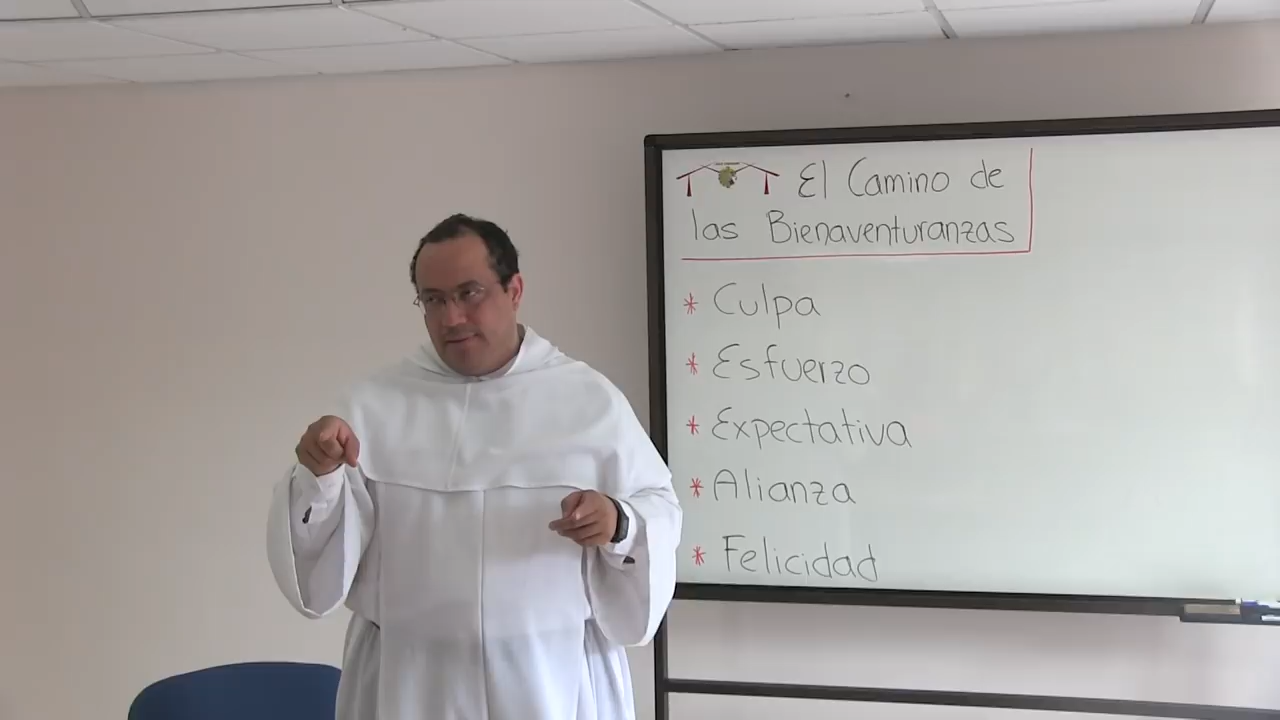 El Camino de
las Bienaventuranzas
* Culpa
* Esfuerzo
* Expectativa
* Alianza
* Felicidad